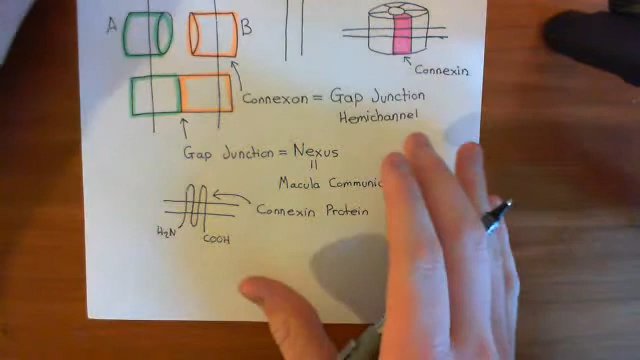 A
B
Connexin
Connexon = Gap Junction
Hemichannel
Gap Junction = Nexus
=
Macula Communic
Connexin Protein
H₂N
COOH